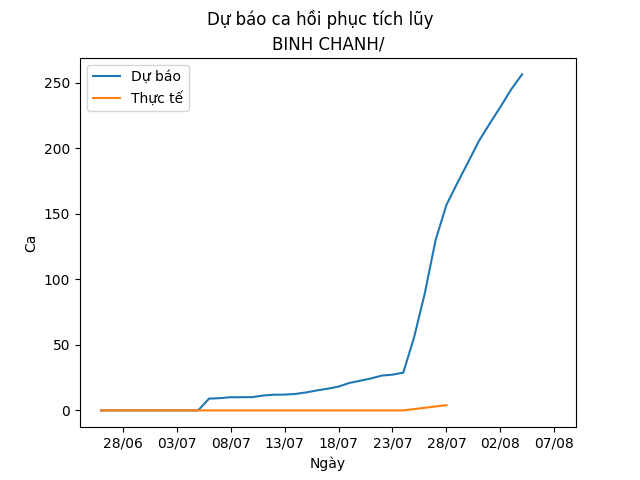 Dự báo ca hồi phục tích lũy
BINH CHANH/
Dự báo
Thực tế
250
200
150
100
50
0
Ca
28/06 03/07 08/07 13/07 18/07 23/07 28/07 02/08 07/08
Ngày